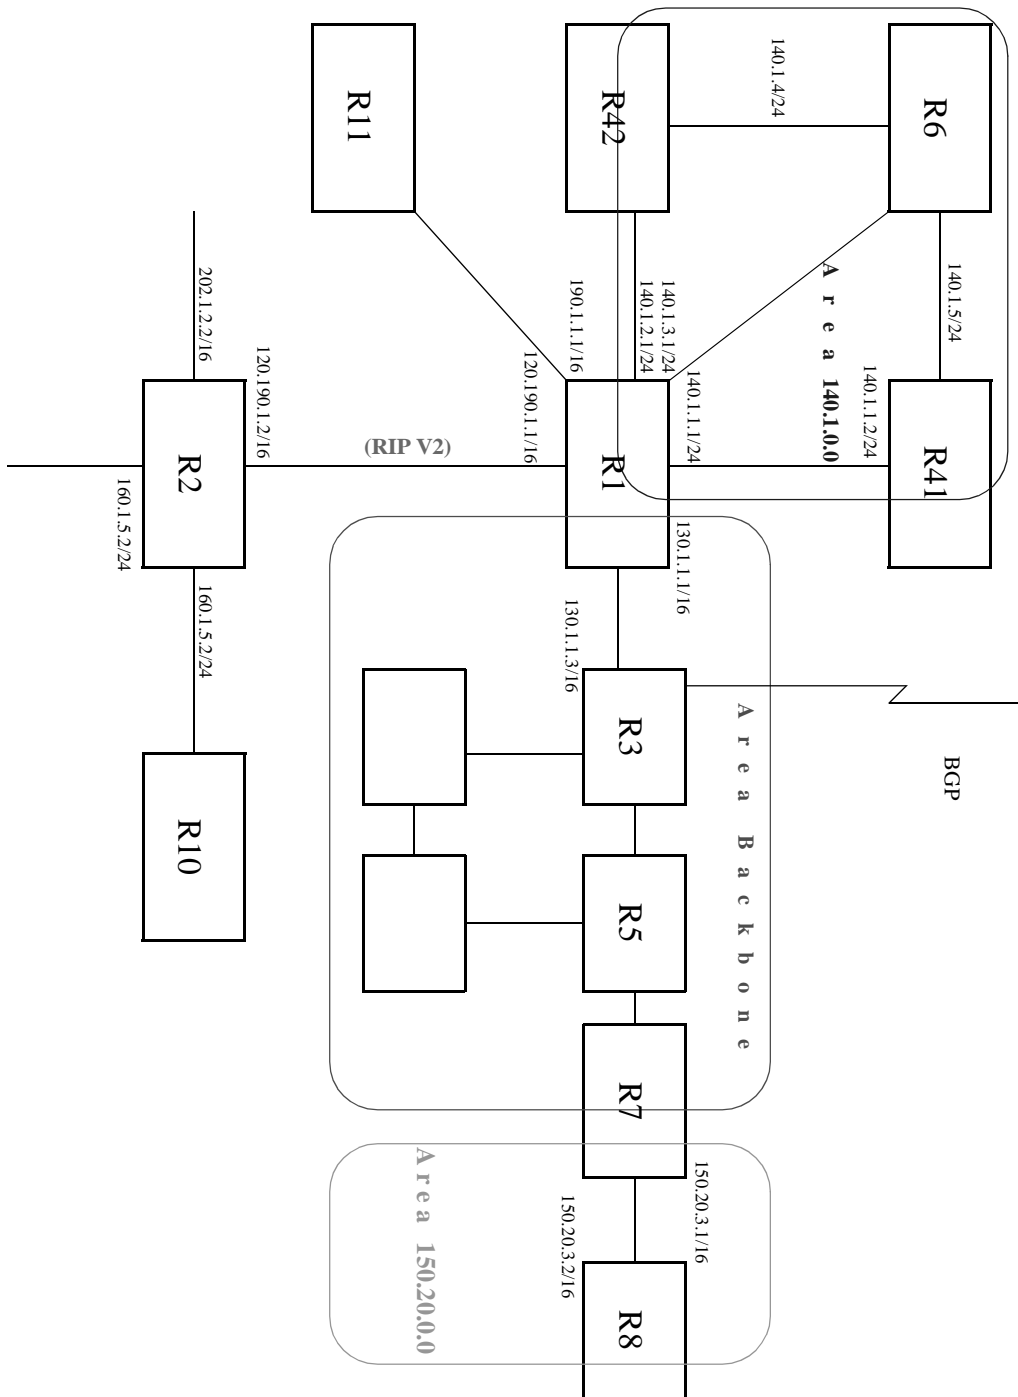 R6
140.1.5/24
R41
140.1.4/24
Area 140.1.0.0
140.1.1.2/24
BGP
R42
140.1.3.1/24
140.1.2.1/24
140.1.1.1/24
130.1.1.1/16
Area Backbone
150.20.3.1/16
190.1.1.1/16
R1
120.190.1.1/16
130.1.1.3/16
R3
R5
R7
150.20.3.2/16
R8
R11
(RIP V2)
Area 150.20.0.0
202.1.2.2/16
120.190.1.2/16
R2
160.1.5.2/24
160.1.5.2/24
R10